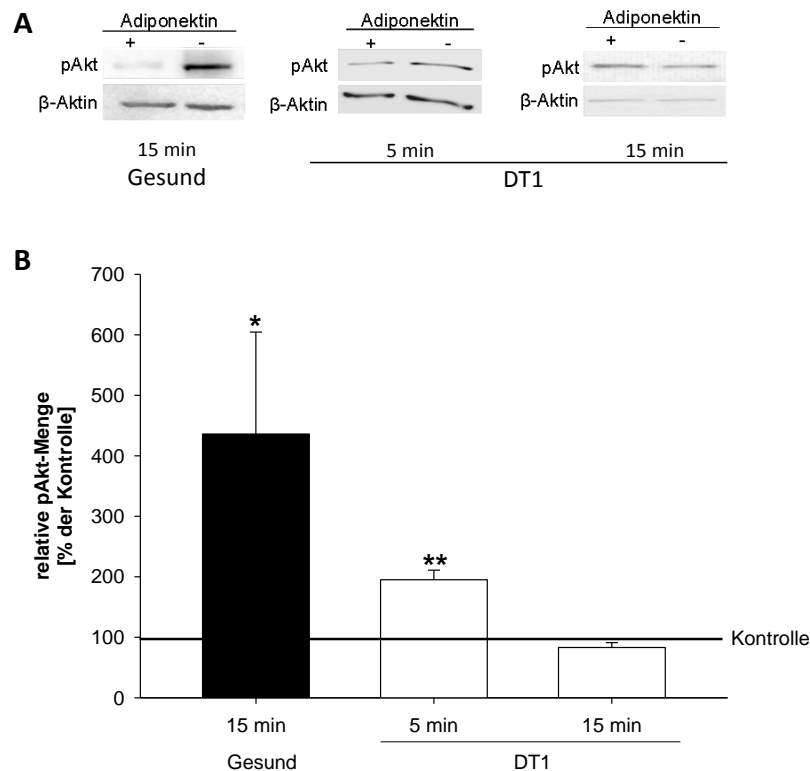 A
Adiponektin
+ -
pAkt
β-Aktin
15 min
Gesund
Adiponektin
+ -
pAkt
β-Aktin
5 min
Adiponektin
+ -
pAkt
β-Aktin
15 min
DT1
B
relative pAkt-Menge
[% der Kontrolle]
700
600
500
400
300
200
100
0
*
**
Kontrolle
15 min 5 min 15 min
Gesund DT1